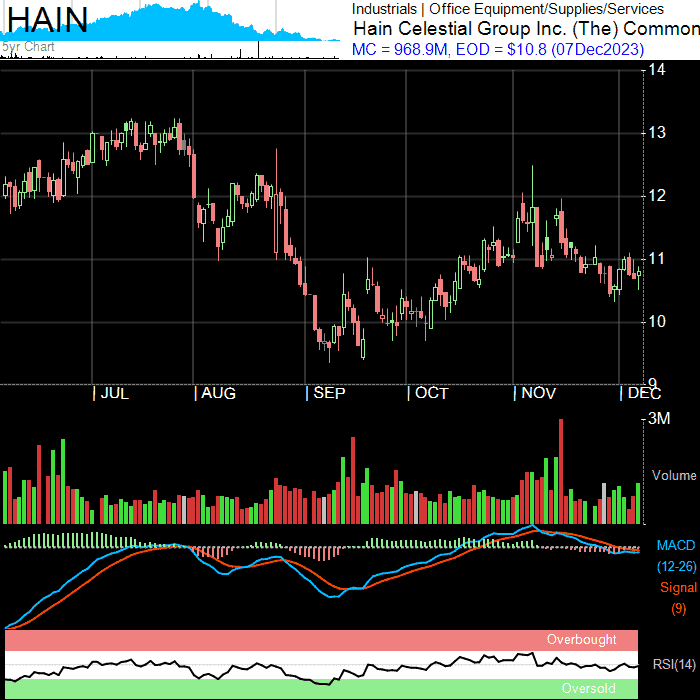 HAIN
5yr Chart
Industrials | Office Equipment/Supplies/Services
Hain Celestial Group Inc. (The) Common
MC = 968.9M, EOD = $10.8 (07Dec2023)
14
13
12
11
10
9
| JUL | AUG | SEP | OCT | NOV | DEC
3M
Volume
MACD
(12-26)
Signal
(9)
Overbought
RSI(14)
Oversold